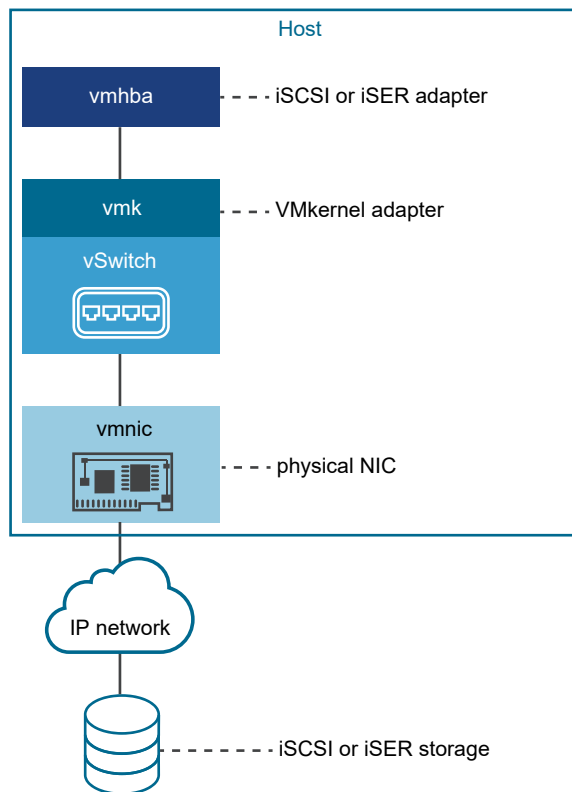 Host
vmhba
iSCSI or iSER adapter
vmk
VMkernel adapter
vSwitch
vmnic
physical NIC
IP network
iSCSI or iSER storage